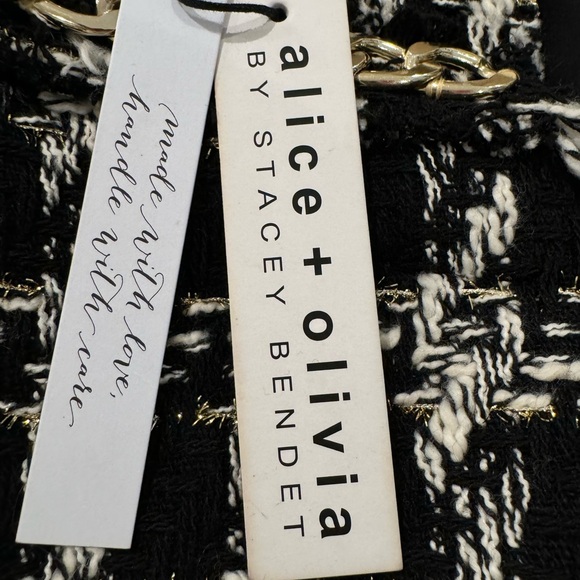 made with love,
handle with care.
alice + olivia
BY STACEY BENDET